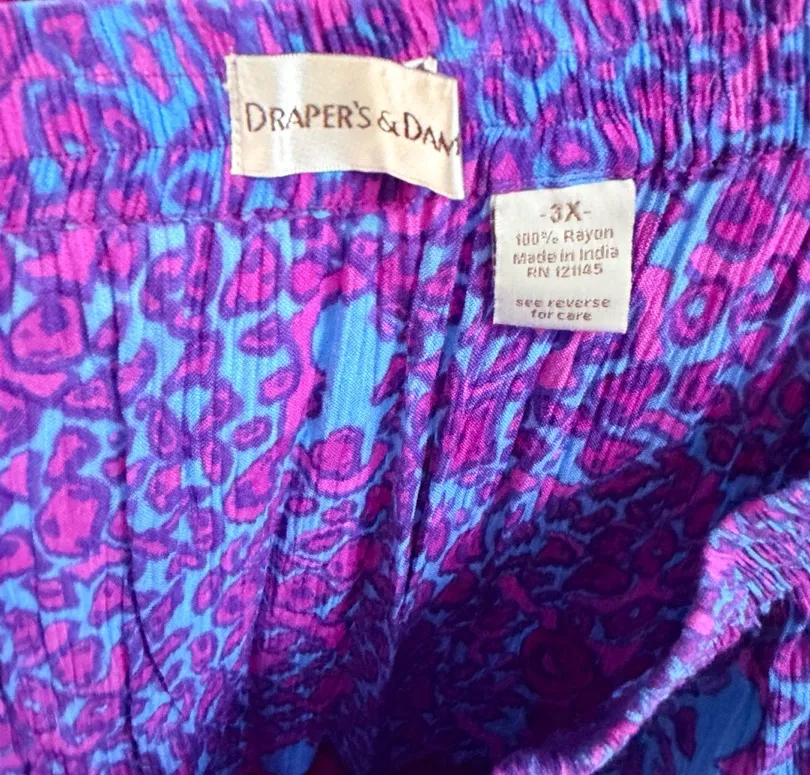 DRAPER'S & DAM
-3X-
100% Rayon
Made in India
RN 121145
see reverse
for care